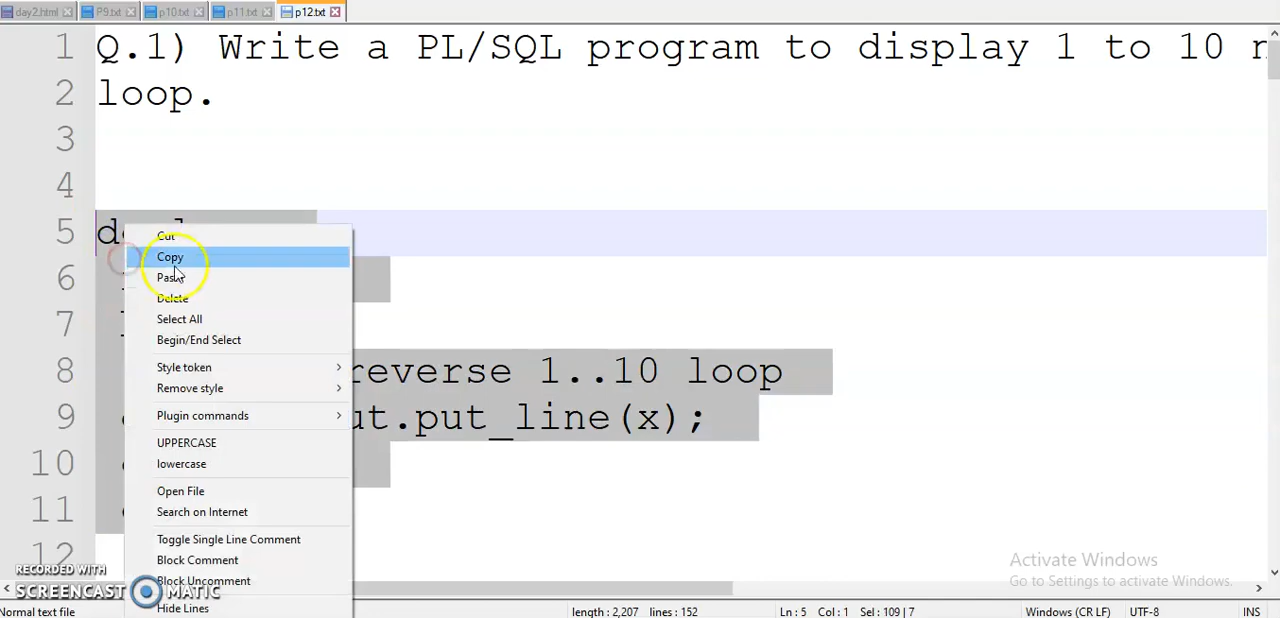 day2.html P9.txt p10.txt p11.txt p12.txt
1 Q.1) Write a PL/SQL program to display 1 to 10 n
2 loop.
3
4
5
6
7
8 reverse 1..10 loop
9 ut.put_line(x);
10
11
12
Cut
Copy
Paste
Delete
Select All
Begin/End Select
Style token
Remove style
Plugin commands
UPPERCASE
lowercase
Open File
Search on Internet
Toggle Single Line Comment
Block Comment
Block Uncomment
Hide Lines
Activate Windows
Go to Settings to activate Windows.
RECORDED WITH
SCREENCAST MATIC
Normal text file length : 2,207 lines : 152 Ln : 5 Col : 1 Sel : 109 | 7 Windows (CR LF) UTF-8 INS